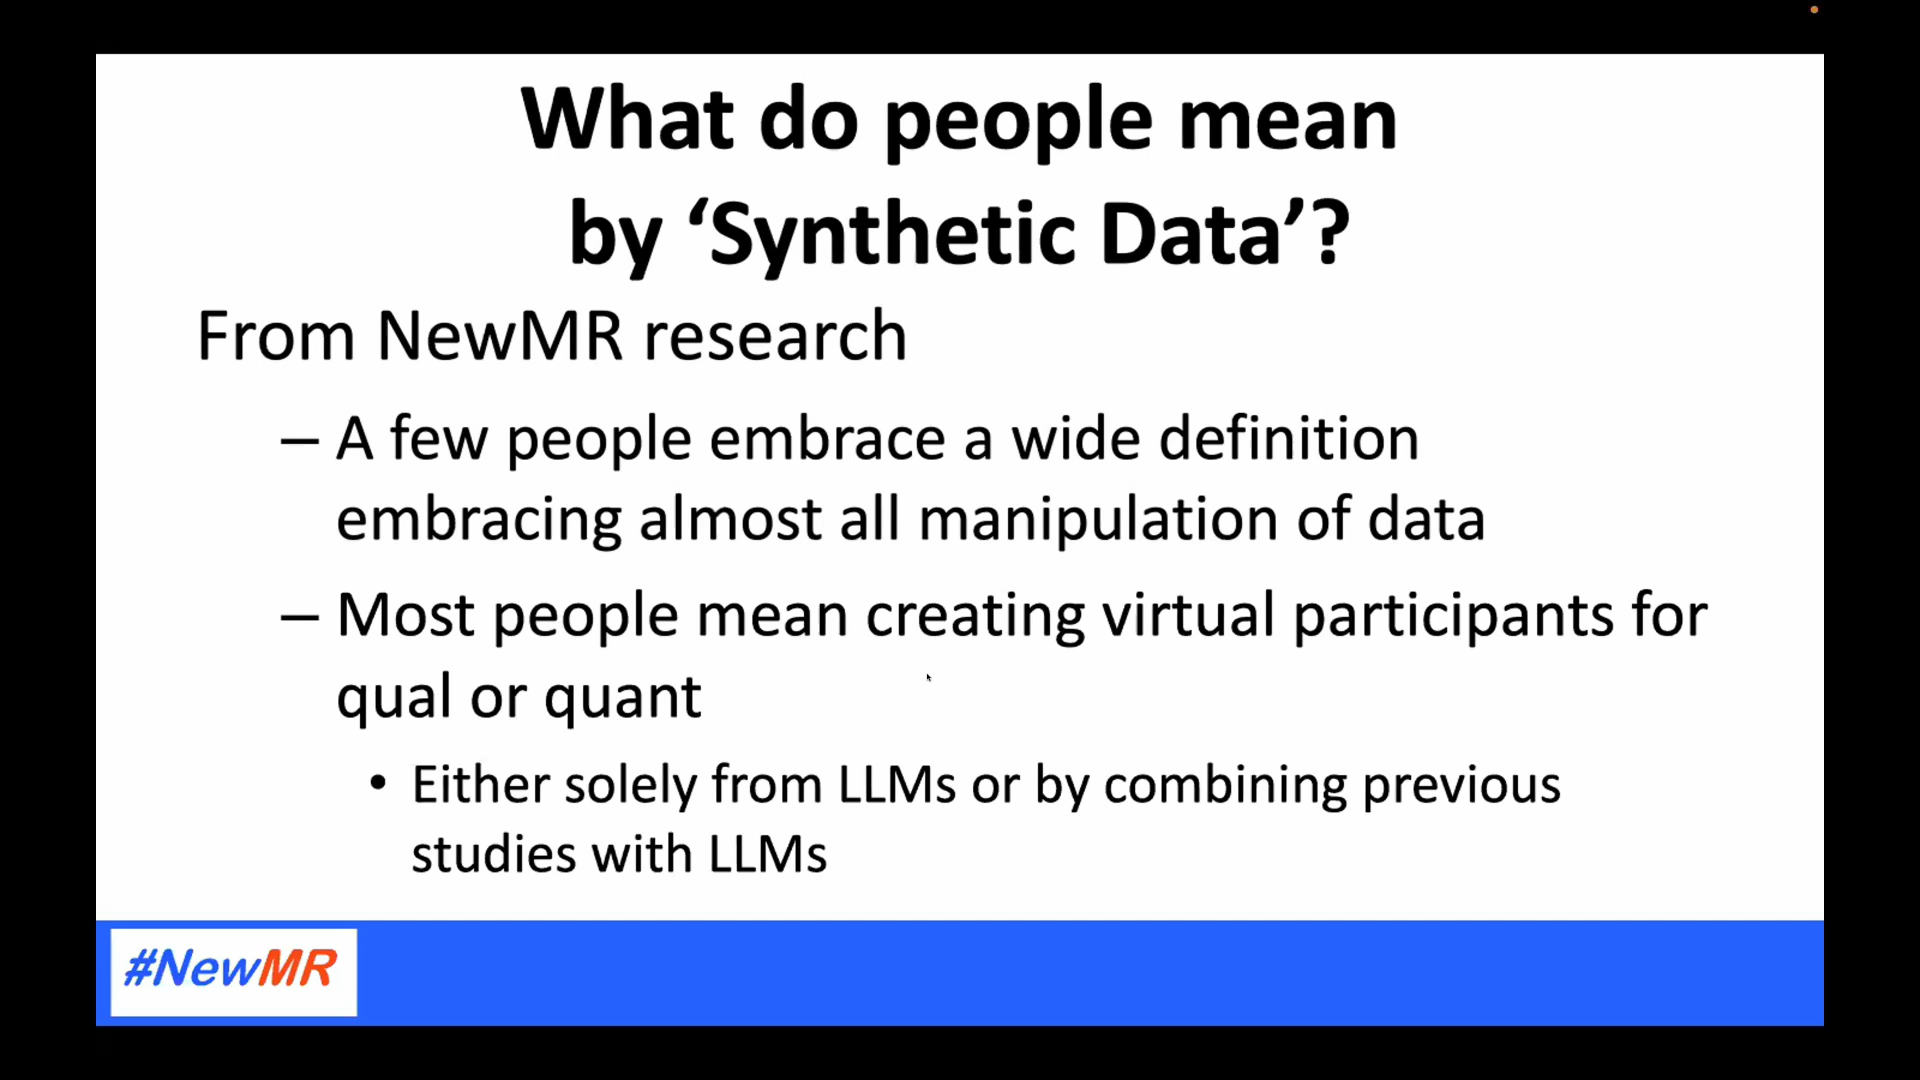 What do people mean
by ‘Synthetic Data’?
From NewMR research
– A few people embrace a wide definition
embracing almost all manipulation of data
– Most people mean creating virtual participants for
qual or quant
• Either solely from LLMs or by combining previous
studies with LLMs
#NewMR